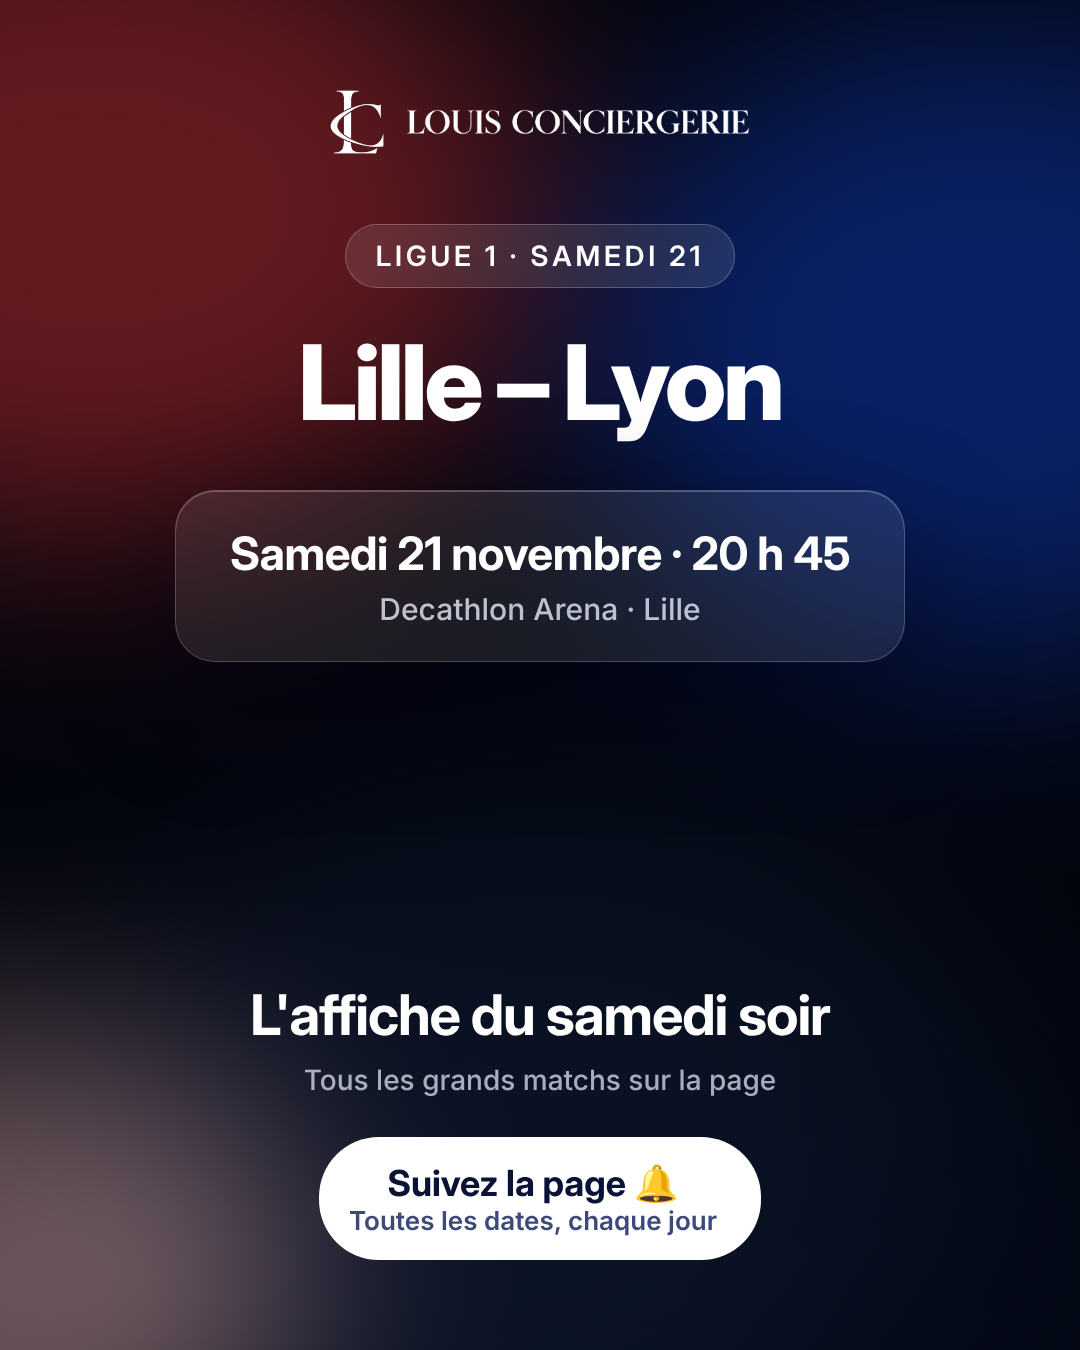 LC LOUIS CONCIERGERIE
LIGUE 1 · SAMEDI 21
Lille – Lyon
Samedi 21 novembre · 20 h 45
Decathlon Arena · Lille
L'affiche du samedi soir
Tous les grands matchs sur la page
Suivez la page 🔔
Toutes les dates, chaque jour